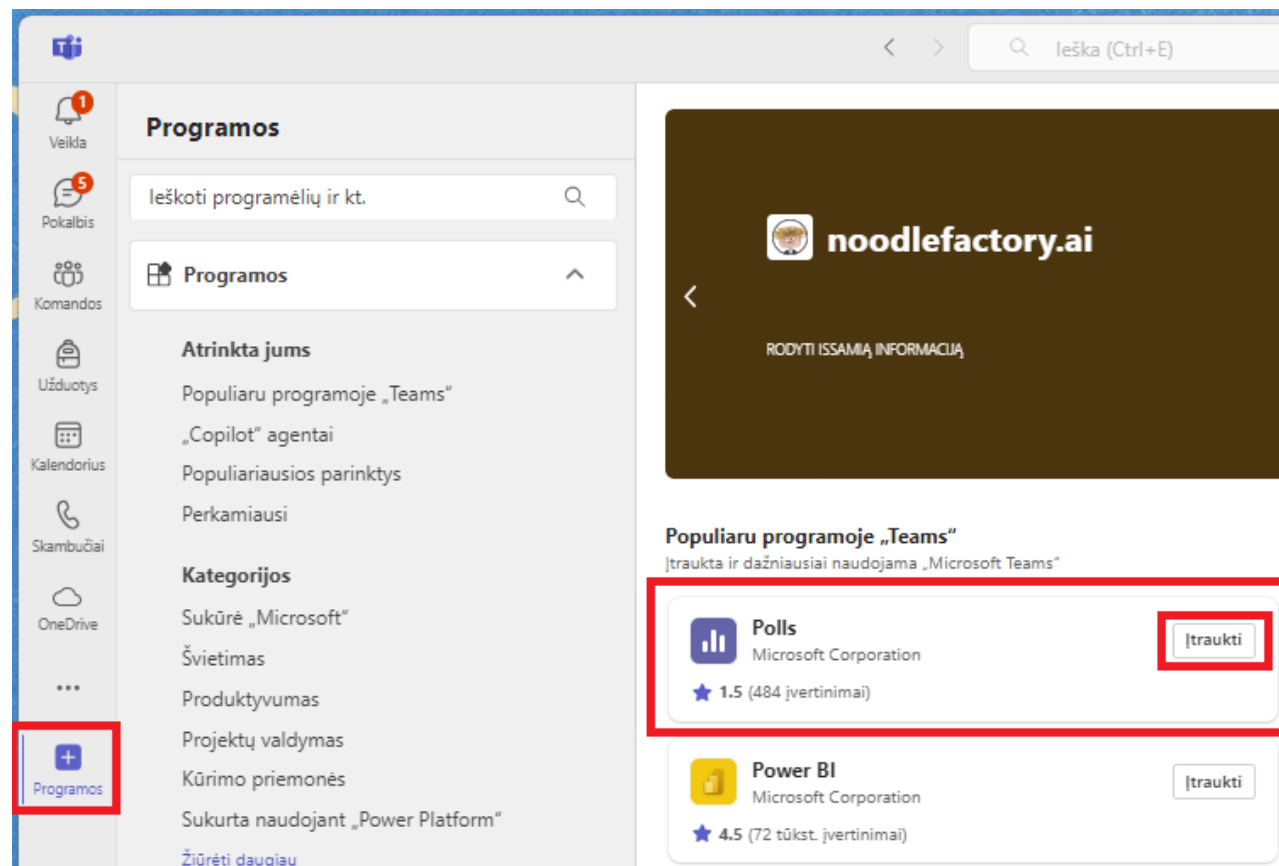 Ieška (Ctrl+E)
1
Veikla
5
Pokalbis
Komandos
Užduotys
Kalendorius
Skambučiai
OneDrive
Programos
Programos
Ieškoti programėlių ir kt.
Programos
Atrinkta jums
Populiaru programoje „Teams“
„Copilot“ agentai
Populiariausios parinktys
Perkamiausi
Kategorijos
Sukūrė „Microsoft“
Švietimas
Produktyvumas
Projektų valdymas
Kūrimo priemonės
Sukurta naudojant „Power Platform“
Žiūrėti daugiau
noodlefactory.ai
RODYTI IŠSAMIĄ INFORMACIJĄ
Populiaru programoje „Teams“
Įtraukta ir dažniausiai naudojama „Microsoft Teams“
Polls
Microsoft Corporation
Įtraukti
1.5 (484 įvertinimai)
Power BI
Microsoft Corporation
Įtraukti
4.5 (72 tūkst. įvertinimai)